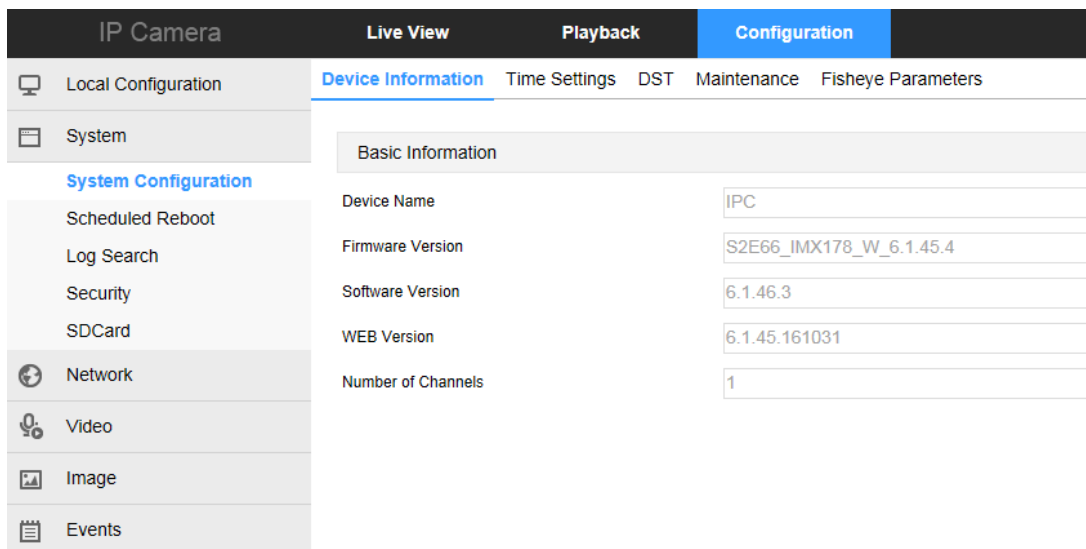 IP Camera Live View Playback Configuration
Local Configuration
System
System Configuration
Scheduled Reboot
Log Search
Security
SDCard
Network
Video
Image
Events
Device Information Time Settings DST Maintenance Fisheye Parameters
Basic Information
Device Name IPC
Firmware Version S2E66_IMX178_W_6.1.45.4
Software Version 6.1.46.3
WEB Version 6.1.45.161031
Number of Channels 1